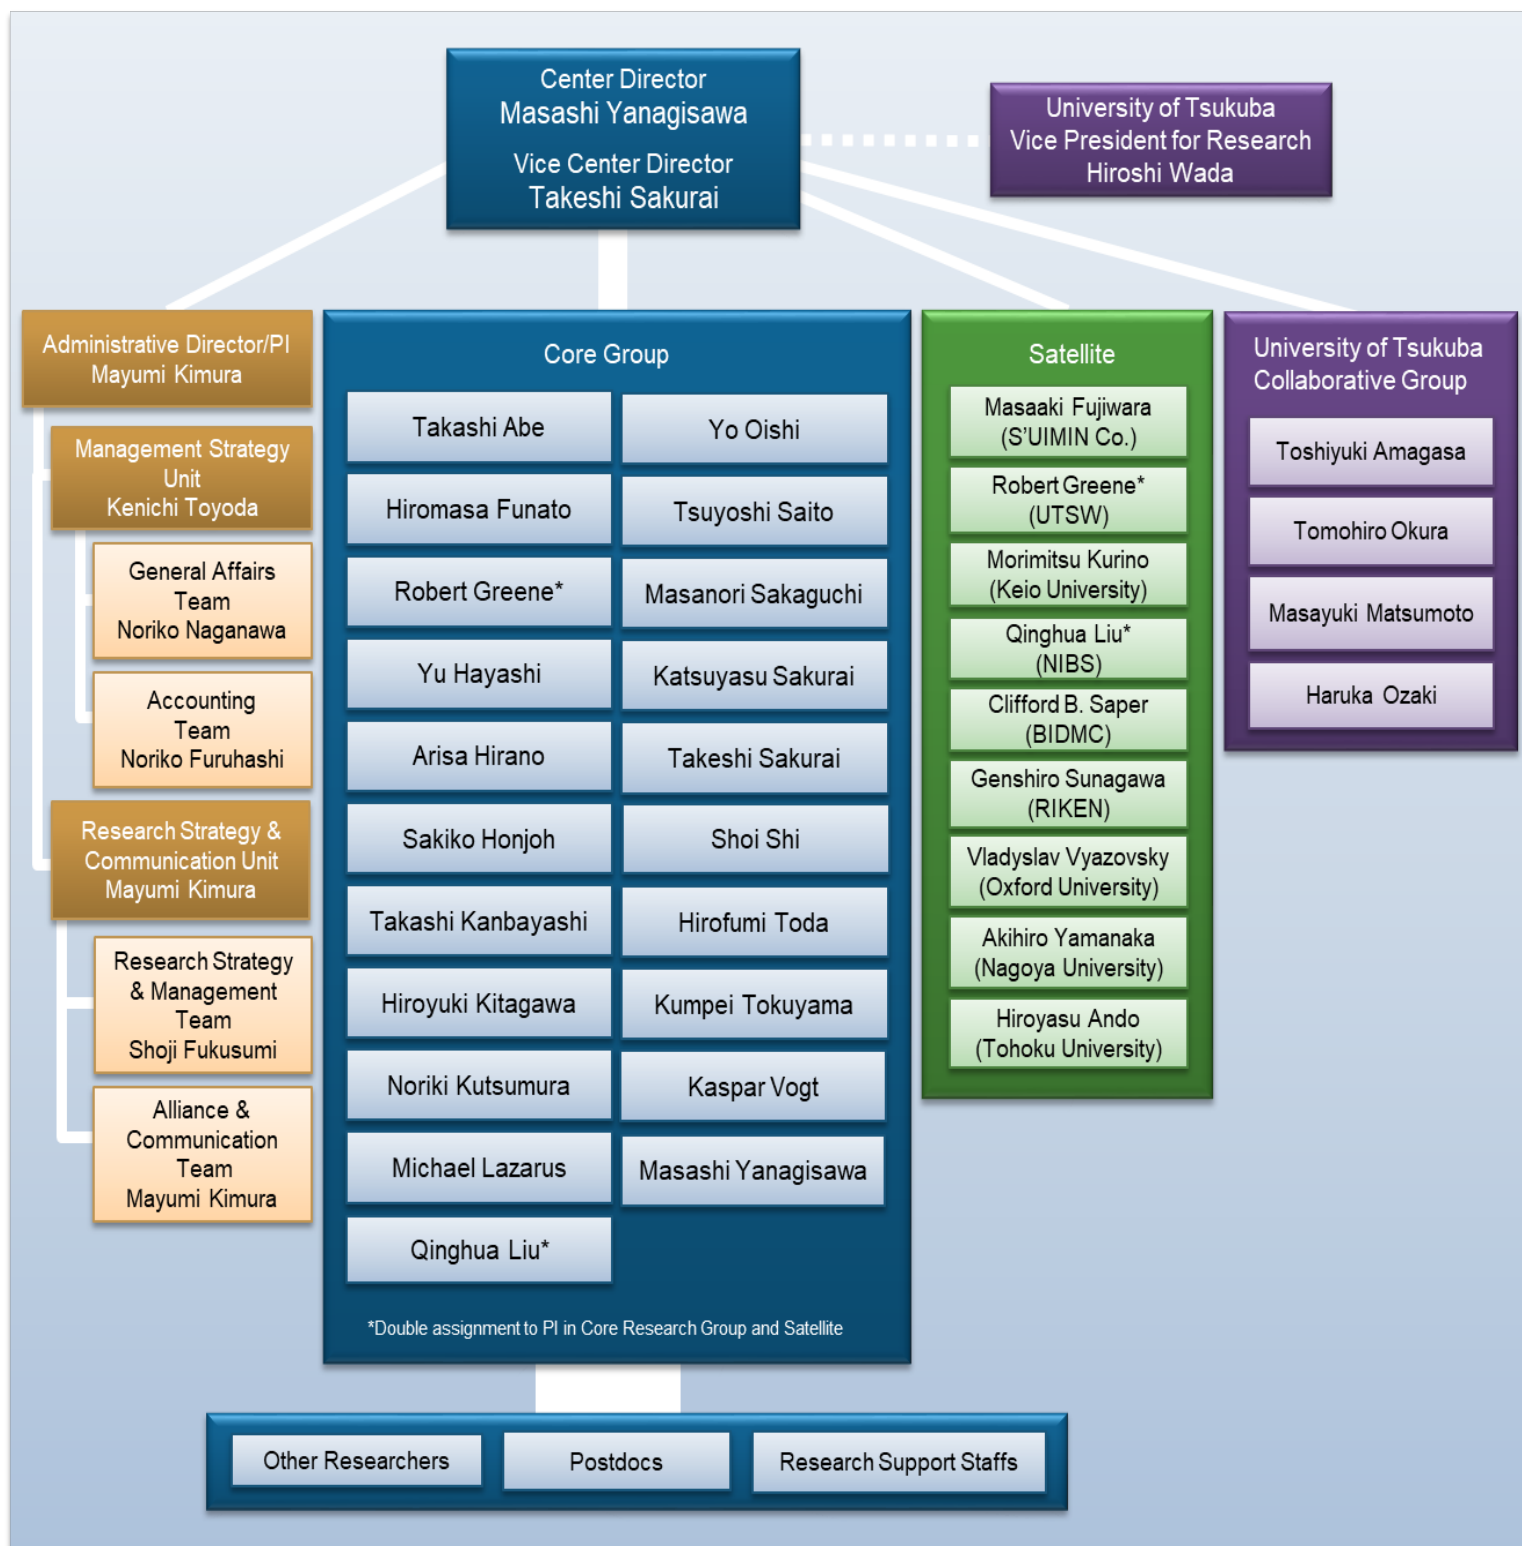 Center Director
Masashi Yanagisawa
Vice Center Director
Takeshi Sakurai
University of Tsukuba
Vice President for Research
Hiroshi Wada
Administrative Director/PI
Mayumi Kimura
Management Strategy
Unit
Kenichi Toyoda
General Affairs
Team
Noriko Naganawa
Accounting
Team
Noriko Furuhashi
Research Strategy &
Communication Unit
Mayumi Kimura
Research Strategy
& Management
Team
Shoji Fukusumi
Alliance &
Communication
Team
Mayumi Kimura
Core Group
Takashi Abe
Hiromasa Funato
Robert Greene*
Yu Hayashi
Arisa Hirano
Sakiko Honjoh
Takashi Kanbayashi
Hiroyuki Kitagawa
Noriki Kutsumura
Michael Lazarus
Qinghua Liu*
Yo Oishi
Tsuyoshi Saito
Masanori Sakaguchi
Katsuyasu Sakurai
Takeshi Sakurai
Shoi Shi
Hirofumi Toda
Kumpei Tokuyama
Kaspar Vogt
Masashi Yanagisawa
*Double assignment to PI in Core Research Group and Satellite
Satellite
Masaaki Fujiwara
(S'UIMIN Co.)
Robert Greene*
(UTSW)
Morimitsu Kurino
(Keio University)
Qinghua Liu*
(NIBS)
Clifford B. Saper
(BIDMC)
Genshiro Sunagawa
(RIKEN)
Vladyslav Vyazovsky
(Oxford University)
Akihiro Yamanaka
(Nagoya University)
Hiroyasu Ando
(Tohoku University)
University of Tsukuba
Collaborative Group
Toshiyuki Amagasa
Tomohiro Okura
Masayuki Matsumoto
Haruka Ozaki
Other Researchers
Postdocs
Research Support Staffs